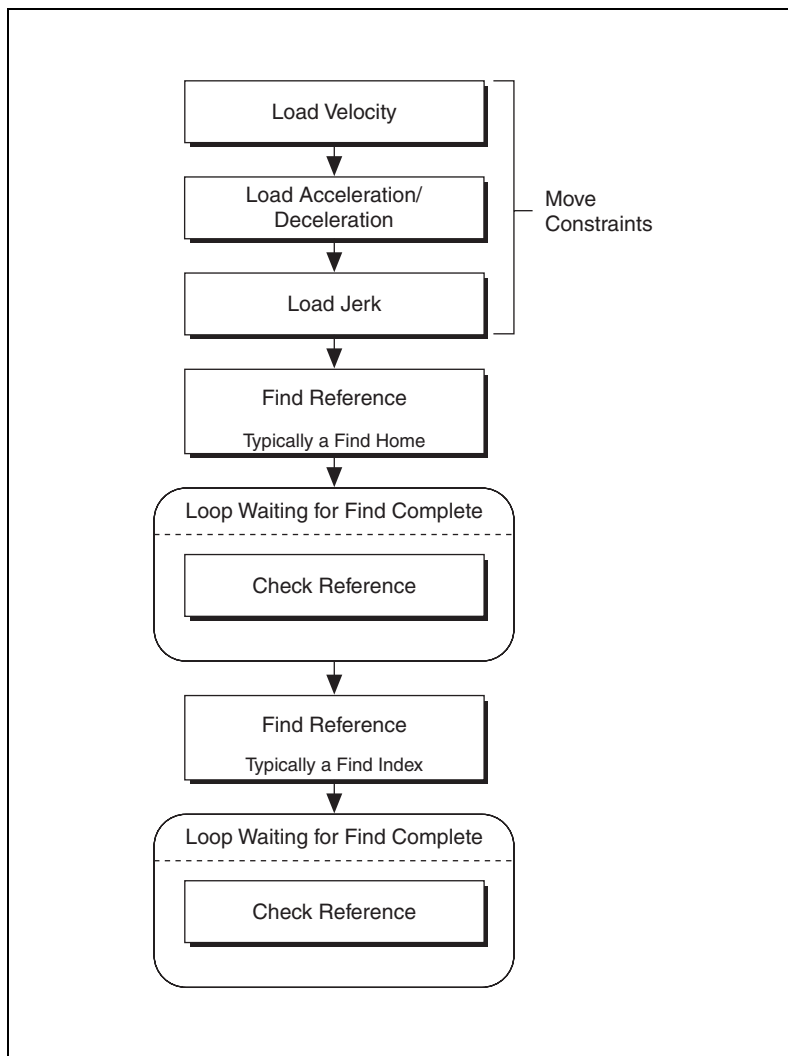 Load Velocity
Load Acceleration/
Deceleration
Move
Constraints
Load Jerk
Find Reference
Typically a Find Home
Loop Waiting for Find Complete
Check Reference
Find Reference
Typically a Find Index
Loop Waiting for Find Complete
Check Reference